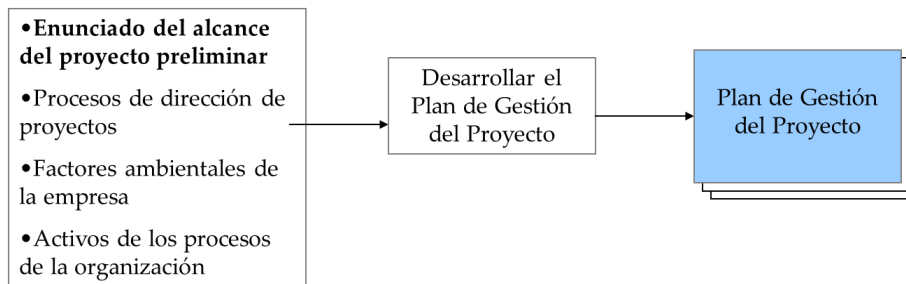 •Enunciado del alcance
del proyecto preliminar
•Procesos de dirección de
proyectos
•Factores ambientales de
la empresa
•Activos de los procesos
de la organización
Desarrollar el
Plan de Gestión
del Proyecto
Plan de Gestión
del Proyecto